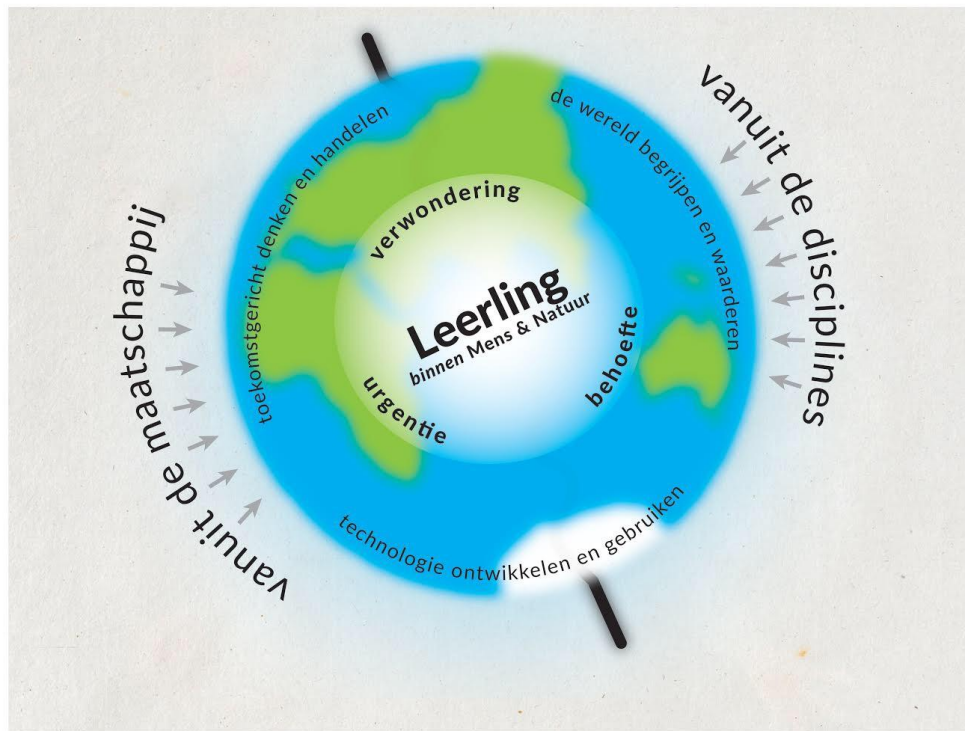 vanuit de disciplines
de wereld begrijpen en waarderen
toekomstgericht denken en handelen
verwondering
Leerling
binnen Mens & Natuur
behoefte
urgentie
technologie ontwikkelen en gebruiken
vanuit de maatschappij